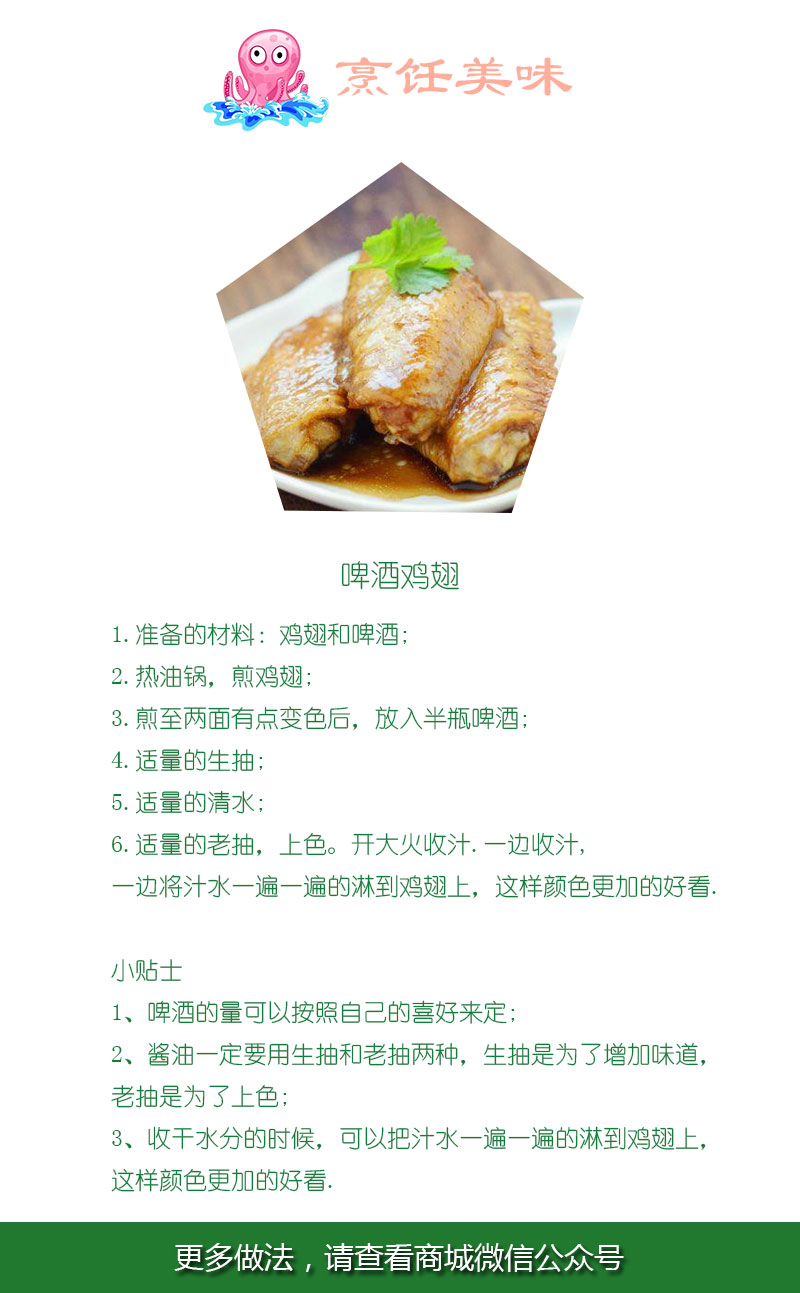 烹饪美味
啤酒鸡翅
1.准备的材料：鸡翅和啤酒;
2.热油锅，煎鸡翅;
3.煎至两面有点变色后，放入半瓶啤酒;
4.适量的生抽;
5.适量的清水;
6.适量的老抽，上色。开大火收汁.一边收汁,
一边将汁水一遍一遍的淋到鸡翅上，这样颜色更加的好看.
小贴士
1、啤酒的量可以按照自己的喜好来定;
2、酱油一定要用生抽和老抽两种，生抽是为了增加味道，
老抽是为了上色;
3、收干水分的时候，可以把汁水一遍一遍的淋到鸡翅上，
这样颜色更加的好看.
更多做法，请查看商城微信公众号